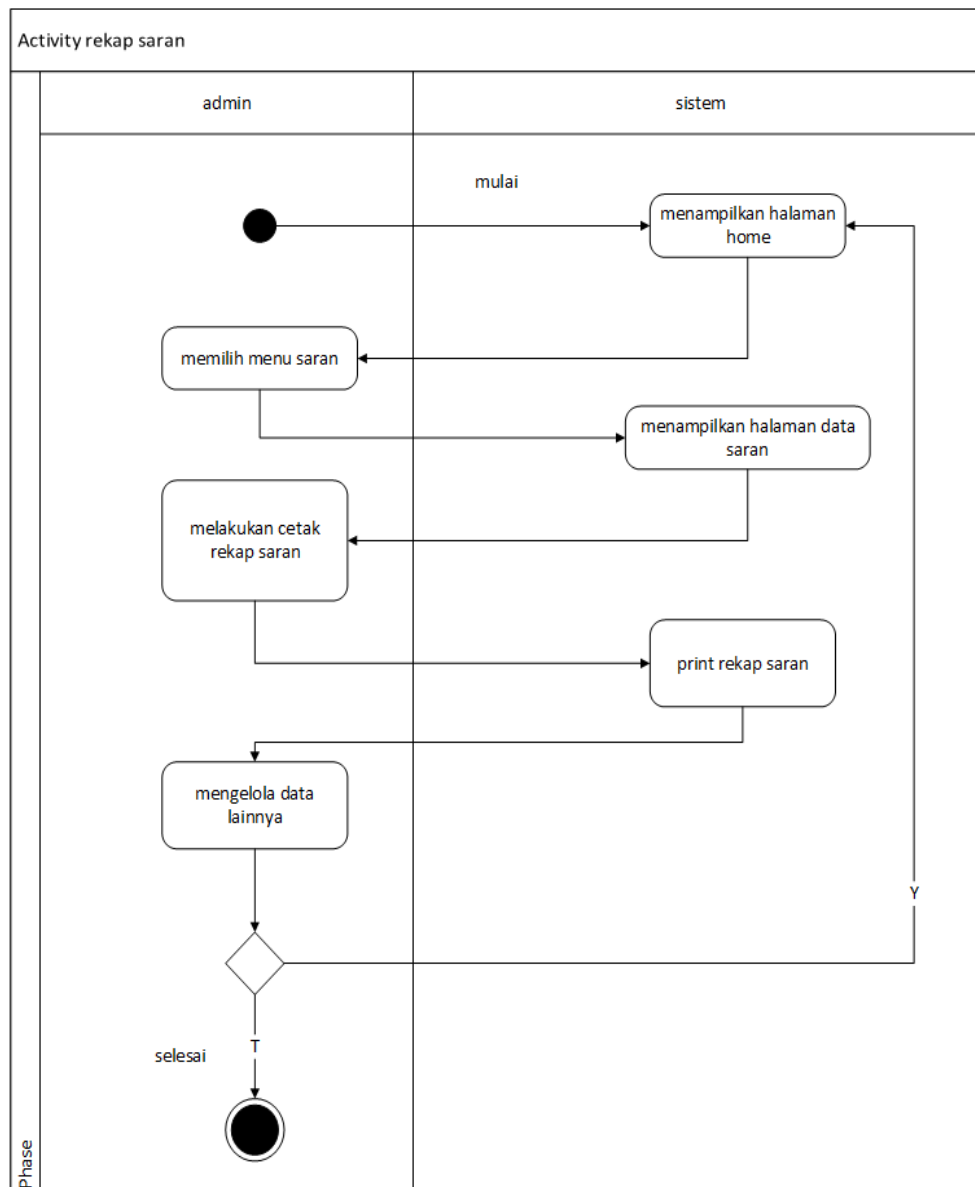 Activity rekap saran
admin
sistem
mulai
menampilkan halaman
home
memilih menu saran
menampilkan halaman data
saran
melakukan cetak
rekap saran
print rekap saran
mengelola data
lainnya
Y
T
selesai
Phase